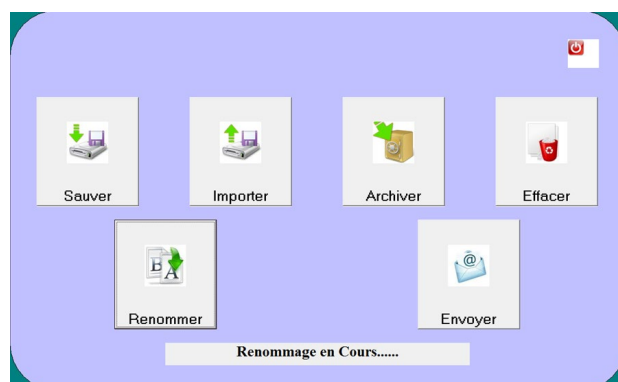 Sauver Importer Archiver Effacer
Renommer Envoyer
Renommage en Cours......